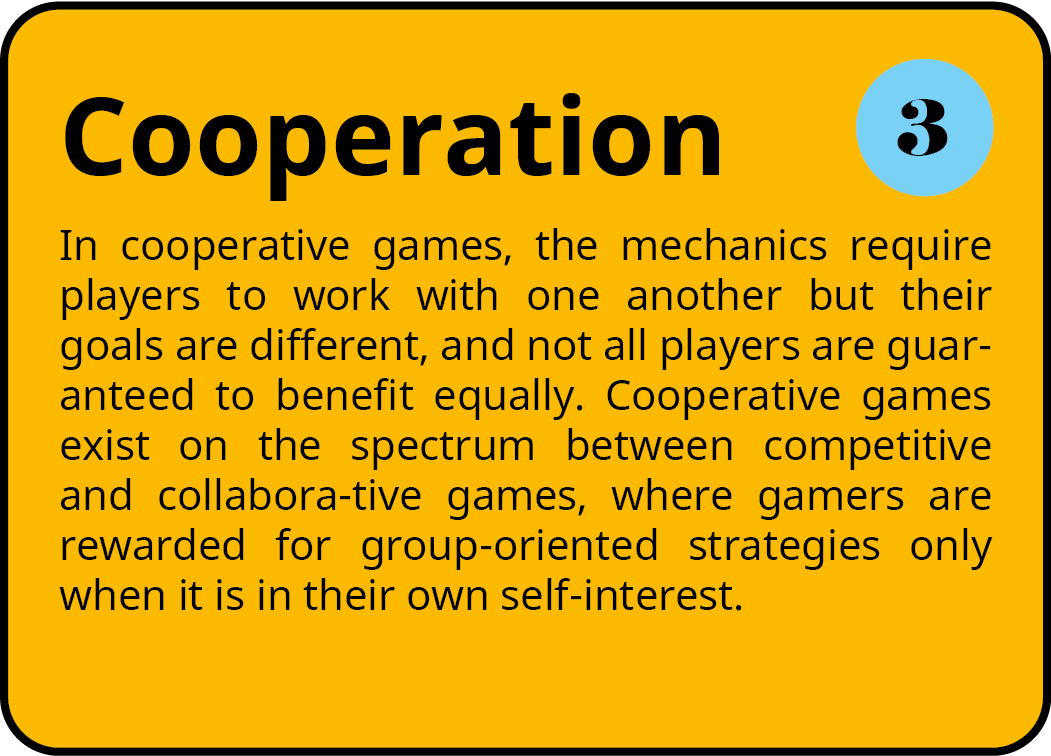 Cooperation
3
In cooperative games, the mechanics require
players to work with one another but their
goals are different, and not all players are guar-
anteed to benefit equally. Cooperative games
exist on the spectrum between competitive
and collabora-tive games, where gamers are
rewarded for group-oriented strategies only
when it is in their own self-interest.